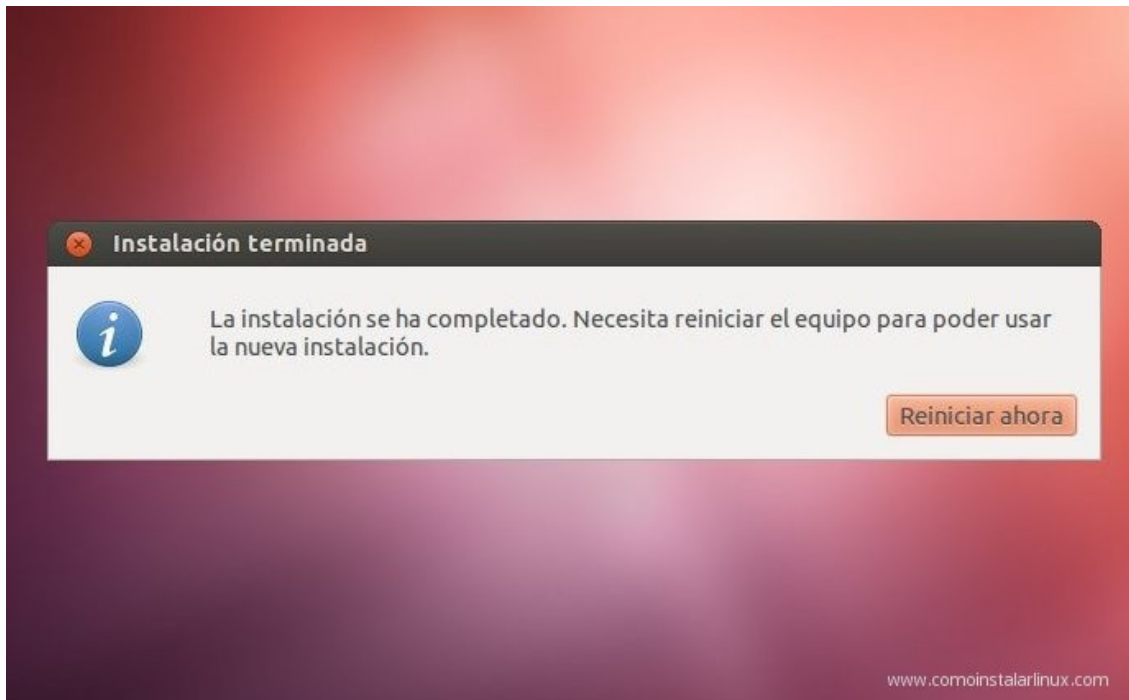 Instalación terminada
La instalación se ha completado. Necesita reiniciar el equipo para poder usar
la nueva instalación.
Reiniciar ahora
www.comoinstalarlinux.com